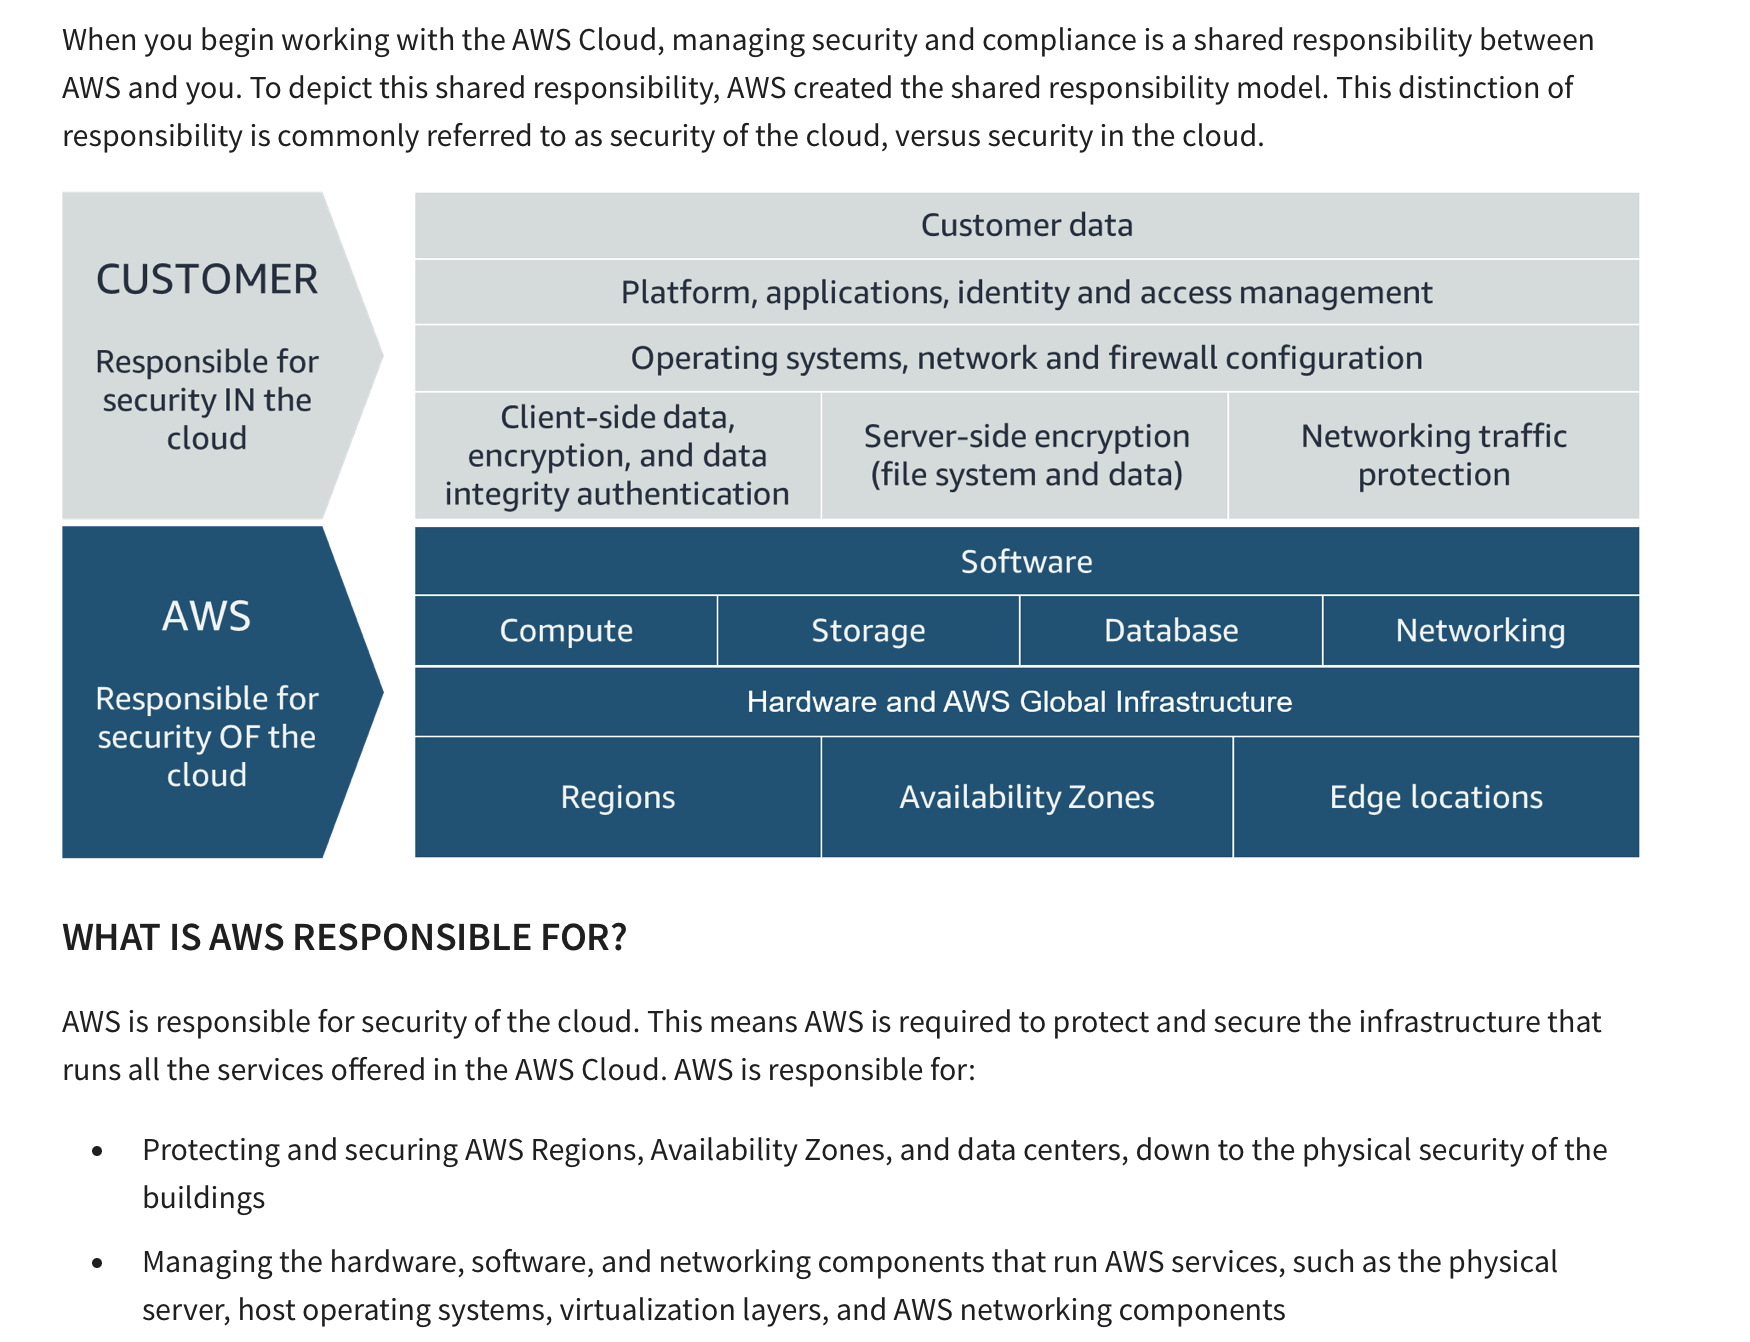 When you begin working with the AWS Cloud, managing security and compliance is a shared responsibility between
AWS and you. To depict this shared responsibility, AWS created the shared responsibility model. This distinction of
responsibility is commonly referred to as security of the cloud, versus security in the cloud.
CUSTOMER
Responsible for
security IN the
cloud
Customer data
Platform, applications, identity and access management
Operating systems, network and firewall configuration
Client-side data,
encryption, and data
integrity authentication
Server-side encryption
(file system and data)
Networking traffic
protection
AWS
Responsible for
security OF the
cloud
Software
Compute
Storage
Database
Networking
Hardware and AWS Global Infrastructure
Regions
Availability Zones
Edge locations
WHAT IS AWS RESPONSIBLE FOR?
AWS is responsible for security of the cloud. This means AWS is required to protect and secure the infrastructure that
runs all the services offered in the AWS Cloud. AWS is responsible for:
• Protecting and securing AWS Regions, Availability Zones, and data centers, down to the physical security of the
buildings
• Managing the hardware, software, and networking components that run AWS services, such as the physical
server, host operating systems, virtualization layers, and AWS networking components